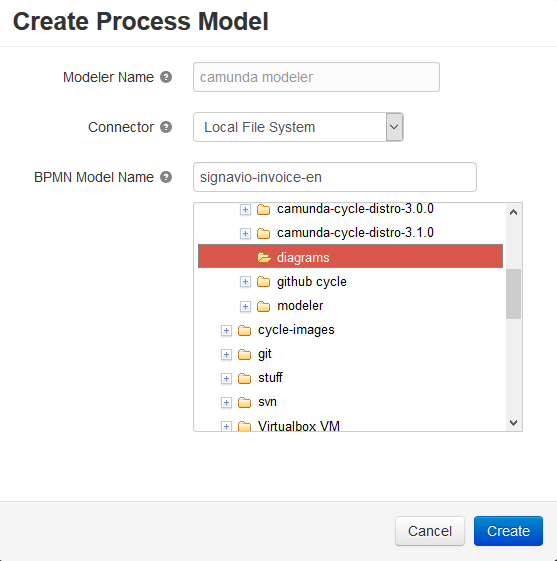 Create Process Model
Modeler Name
camunda modeler
Connector
Local File System
BPMN Model Name
signavio-invoice-en
camunda-cycle-distro-3.0.0
camunda-cycle-distro-3.1.0
diagrams
github cycle
modeler
cycle-images
git
stuff
svn
Virtualbox VM
Cancel Create